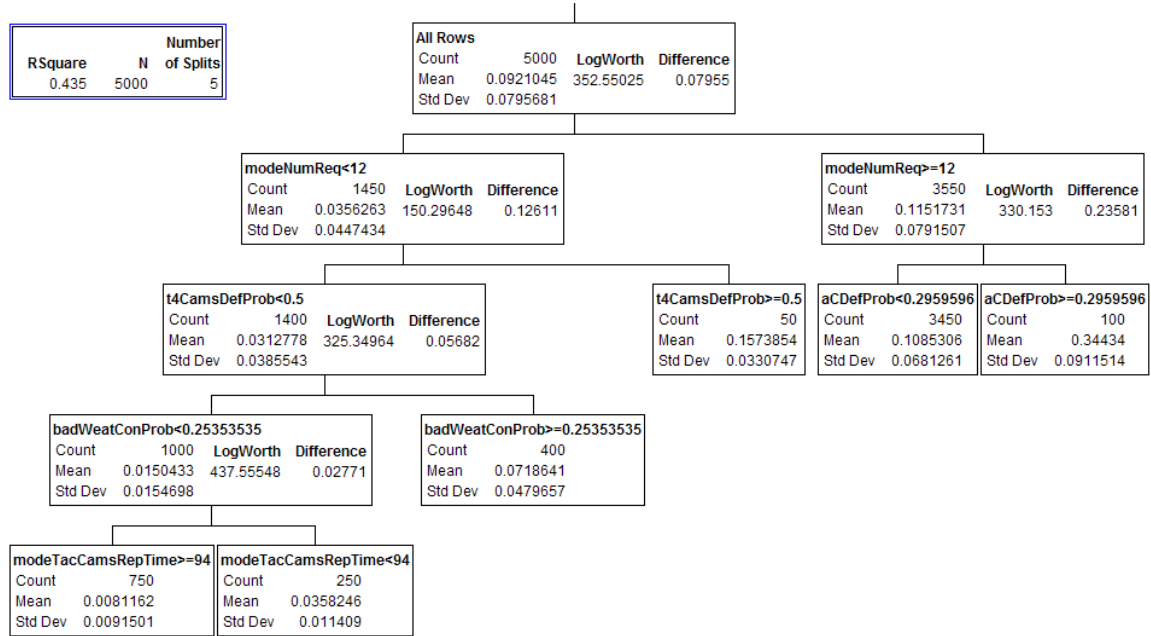 Number
RSquare N of Splits
0.435 5000 5
All Rows
Count 5000 LogWorth Difference
Mean 0.0921045 352.55025 0.07955
Std Dev 0.0795681
modeNumReq<12
Count 1450 LogWorth Difference
Mean 0.0356263 150.29648 0.12611
Std Dev 0.0447434
modeNumReq>=12
Count 3550 LogWorth Difference
Mean 0.1151731 330.153 0.23581
Std Dev 0.0791507
t4CamsDefProb<0.5
Count 1400 LogWorth Difference
Mean 0.0312778 325.34964 0.05682
Std Dev 0.0385543
t4CamsDefProb>=0.5
Count 50
Mean 0.1573854
Std Dev 0.0330747
aCDefProb<0.2959596
Count 3450
Mean 0.1085306
Std Dev 0.0681261
aCDefProb>=0.2959596
Count 100
Mean 0.34434
Std Dev 0.0911514
badWeatConProb<0.25353535
Count 1000 LogWorth Difference
Mean 0.0150433 437.55548 0.02771
Std Dev 0.0154698
badWeatConProb>=0.25353535
Count 400
Mean 0.0718641
Std Dev 0.0479657
modeTacCamsRepTime>=94
Count 750
Mean 0.0081162
Std Dev 0.0091501
modeTacCamsRepTime<94
Count 250
Mean 0.0358246
Std Dev 0.011409